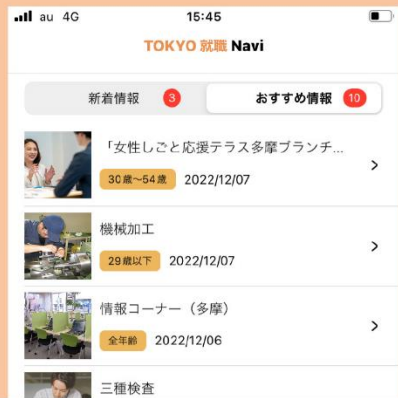 au 4G 15:45
TOKYO 就職 Navi
新着情報 3 おすすめ情報 10
「女性しごと応援テラス多摩ブランチ...
30歳～54歳 2022/12/07
機械加工
29歳以下 2022/12/07
情報コーナー（多摩）
全年齢 2022/12/06
三種検査